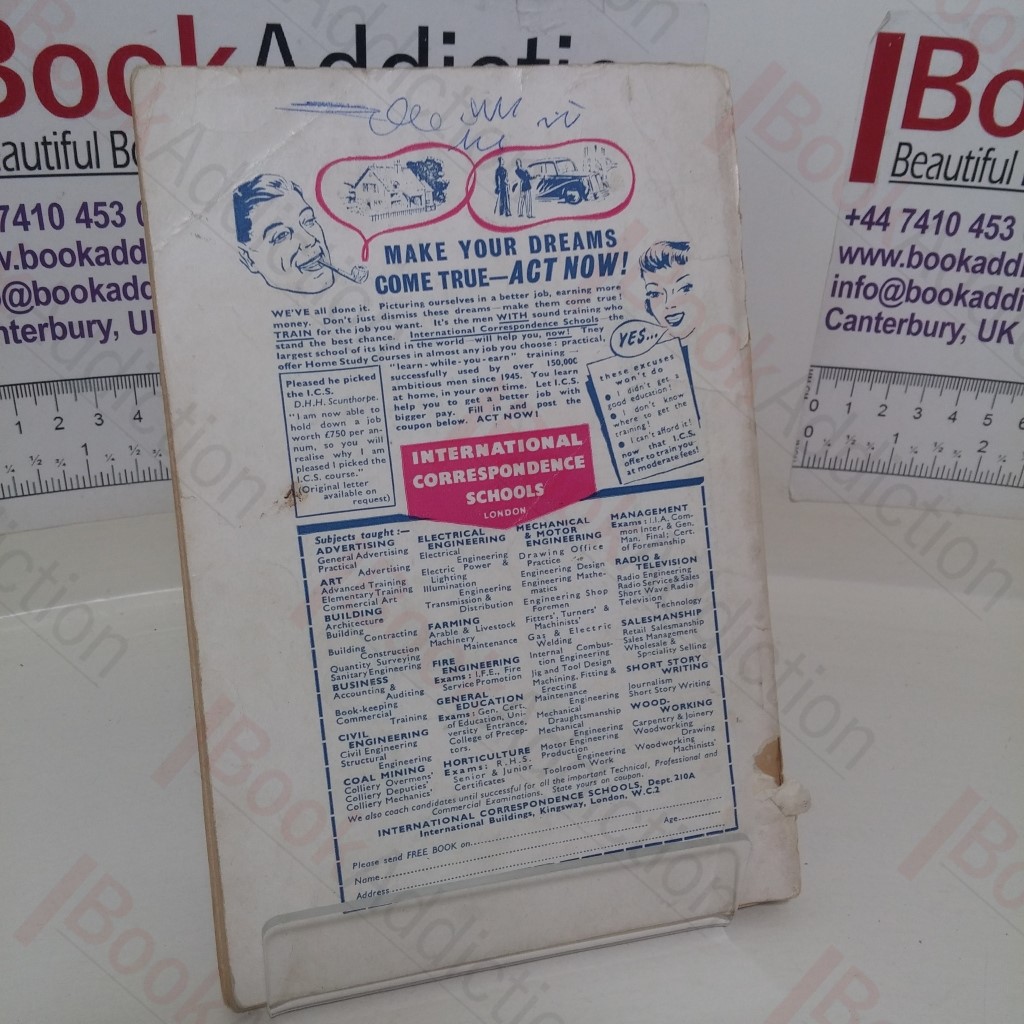 BookAddictio
Beautiful B
7410 453
www.bookaddi
@bookadd
Canterbury, UK
Boo
Beautiful
+44 7410 453
www.bookaddi
info@bookaddi
Canterbury, UK
MAKE YOUR DREAMS
COME TRUE—ACT NOW!
WE'VE all done it. Picturing ourselves in a better job, earning more
money. Don't just dismiss these dreams—make them come true!
TRAIN for the job you want. It's the men WITH sound training who
stand the best chance. International Correspondence Schools—the
largest school of its kind in the world—will help you, now! They
offer Home Study Courses in almost any job you choose: practical,
"learn-while-you-earn" training—
successfully used by over 150,000
ambitious men since 1945. You learn
at home, in your own time. Let I.C.S.
help you to get a better job with
bigger pay. Fill in and post the
coupon below. ACT NOW!
Pleased he picked
the I.C.S.
D.H.H. Scunthorpe.
"I am now able to
hold down a job
worth £750 per an-
num, so you will
realise why I am
pleased I picked the
I.C.S. course."
(Original letter
available on
request)
YES...
these excuses
won't do
● I didn't get a
good education!
● I don't know
where to get the
training!
● I can't afford it!
now that I.C.S.
offer to train you
at moderate fees!
INTERNATIONAL
CORRESPONDENCE
SCHOOLS
LONDON
Subjects taught:—
ADVERTISING
General Advertising
Practical
Advertising
ART
Advanced Training
Elementary Training
Commercial Art
BUILDING
Architecture
Building
Contracting
Building
Construction
Quantity Surveying
Sanitary Engineering
BUSINESS
Accounting &
Auditing
Book-keeping
Commercial
Training
CIVIL
ENGINEERING
Civil Engineering
Structural
Engineering
COAL MINING
Colliery Overmens'
Colliery Deputies'
Colliery Mechanics'
ELECTRICAL
ENGINEERING
Electrical
Engineering
Electric Power &
Lighting
Illumination
Engineering
Transmission &
Distribution
FARMING
Arable & Livestock
Machinery
Maintenance
FIRE
ENGINEERING
Exams: I.F.E., Fire
Service Promotion
GENERAL
EDUCATION
Exams: Gen. Cert.
of Education, Uni-
versity Entrance,
College of Precep-
tors.
HORTICULTURE
Exams: R.H.S.
Senior & Junior
Certificates
MECHANICAL
& MOTOR
ENGINEERING
Drawing Office
Practice
Engineering Design
Engineering Mathe-
matics
Engineering Shop
Foremen
Fitters', Turners' &
Machinists'
Gas & Electric
Welding
Internal Combus-
tion Engineering
Jig and Tool Design
Machining, Fitting &
Erecting
Maintenance
Engineering
Mechanical
Draughtsmanship
Mechanical
Engineering
Motor Engineering
Production
Engineering
Toolroom Work
MANAGEMENT
Exams: I.I.A. Com-
mon Inter. & Gen.
Man. Final; Cert.
of Foremanship
RADIO &
TELEVISION
Radio Engineering
Radio Service & Sales
Short Wave Radio
Television
Technology
SALESMANSHIP
Retail Salesmanship
Sales Management
Wholesale &
Speciality Selling
SHORT STORY
WRITING
Journalism
Short Story Writing
WOOD-
WORKING
Carpentry & Joinery
Woodworking
Drawing
Woodworking
Machinists'
We also coach candidates until successful for all the important Technical, Professional and
Commercial Examinations. State yours on coupon.
INTERNATIONAL CORRESPONDENCE SCHOOLS, Dept. 210A
International Buildings, Kingsway, London, W.C.2
Please send FREE BOOK on
Age
Name
Address